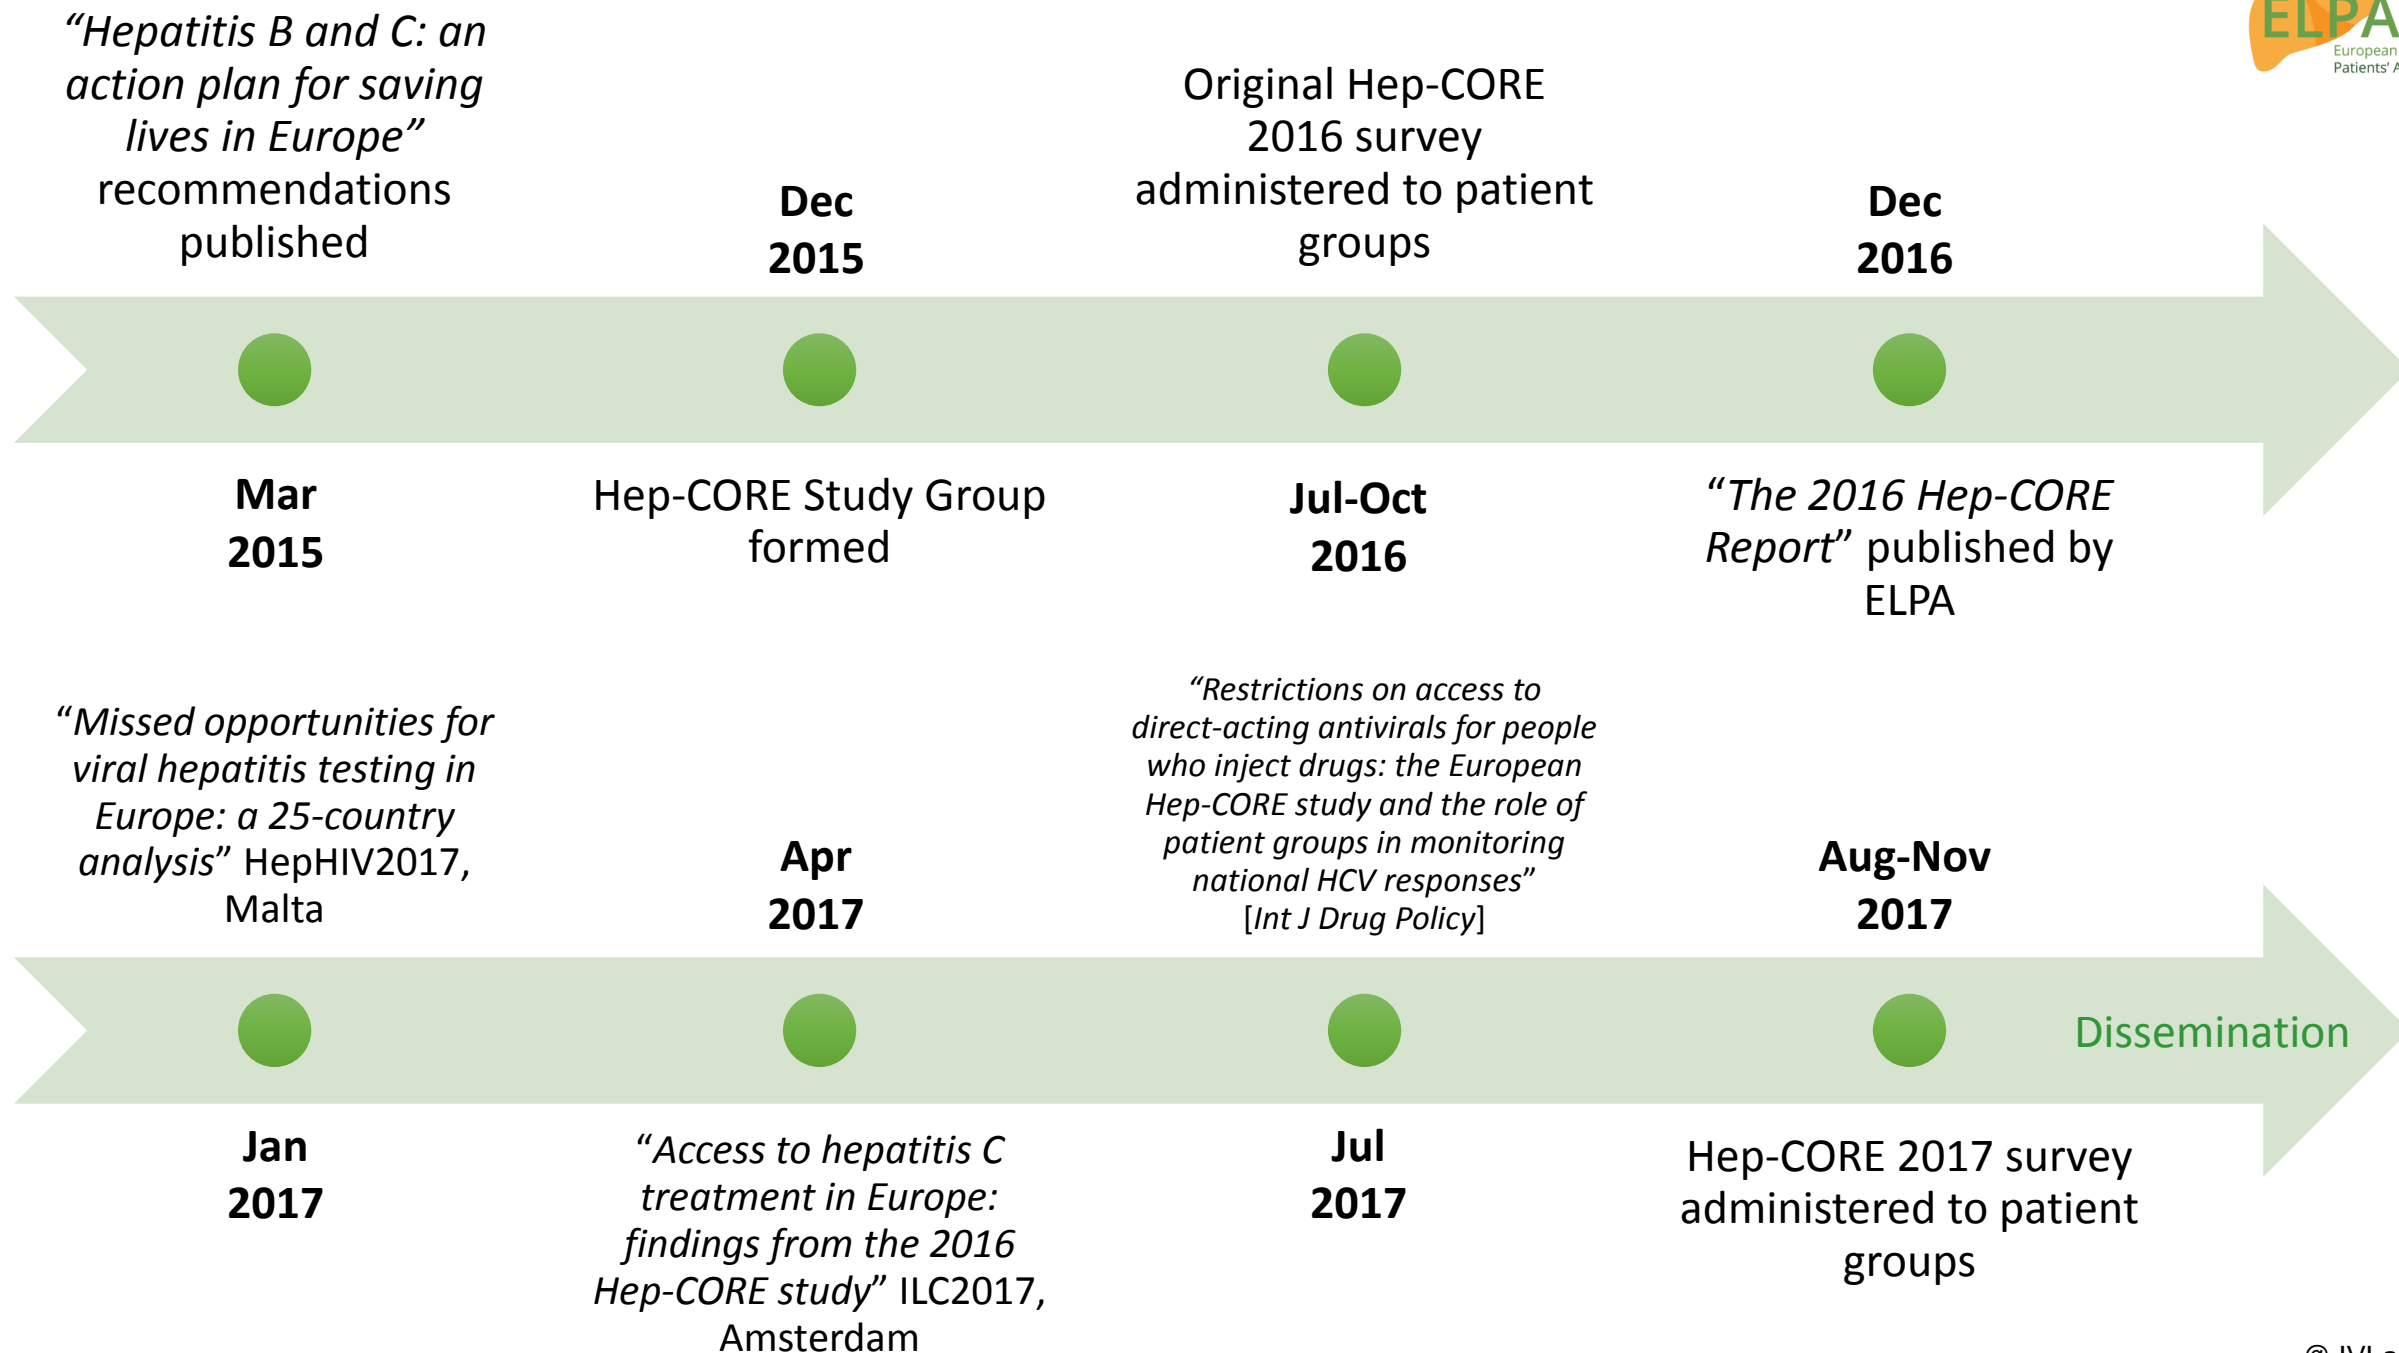 “Hepatitis B and C: an
action plan for saving
lives in Europe”
recommendations
published
Mar
2015
Dec
2015
Hep-CORE Study Group
formed
Original Hep-CORE
2016 survey
administered to patient
groups
Jul-Oct
2016
Dec
2016
“The 2016 Hep-CORE
Report” published by
ELPA
ELPA
European
Patients’ A
“Missed opportunities for
viral hepatitis testing in
Europe: a 25-country
analysis” HepHIV2017,
Malta
Jan
2017
Apr
2017
“Access to hepatitis C
treatment in Europe:
findings from the 2016
Hep-CORE study” ILC2017,
Amsterdam
“Restrictions on access to
direct-acting antivirals for people
who inject drugs: the European
Hep-CORE study and the role of
patient groups in monitoring
national HCV responses”
[Int J Drug Policy]
Jul
2017
Aug-Nov
2017
Hep-CORE 2017 survey
administered to patient
groups
Dissemination